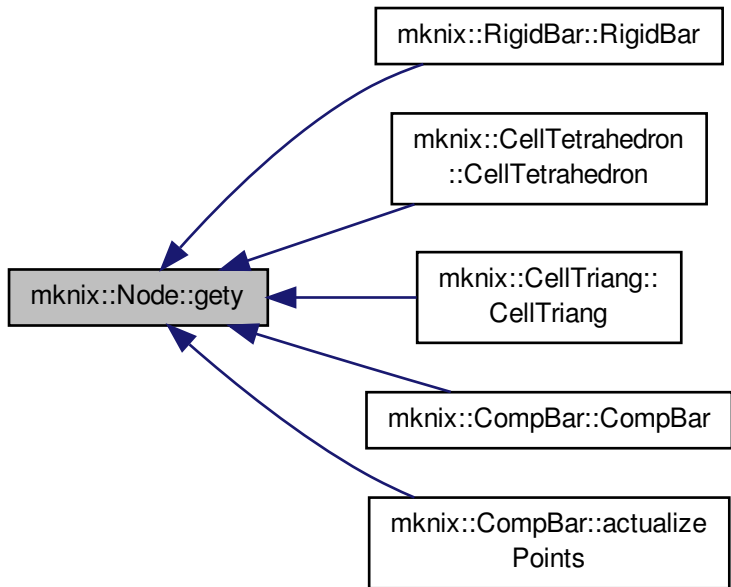 mknix::RigidBar::RigidBar
mknix::CellTetrahedron
::CellTetrahedron
mknix::Node::gety
mknix::CellTriang::
CellTriang
mknix::CompBar::CompBar
mknix::CompBar::actualize
Points